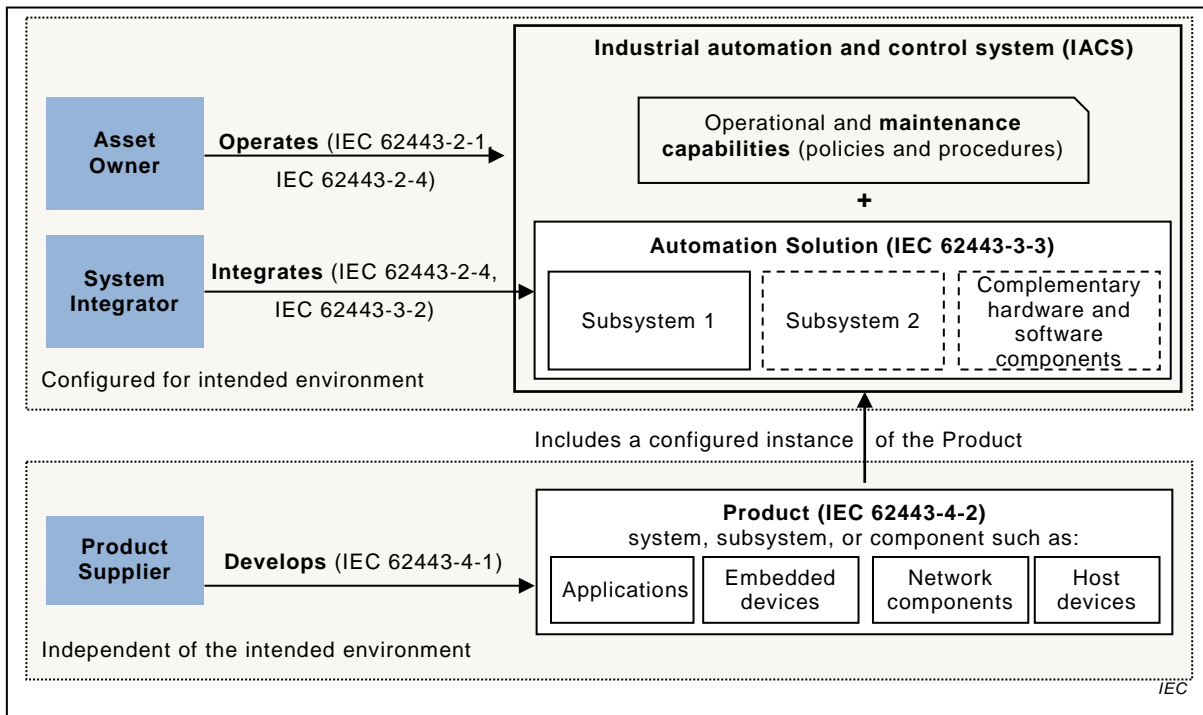 Industrial automation and control system (IACS)
Asset
Owner
Operates (IEC 62443-2-1,
IEC 62443-2-4)
Operational and maintenance
capabilities (policies and procedures)
+
System
Integrator
Integrates (IEC 62443-2-4,
IEC 62443-3-2)
Automation Solution (IEC 62443-3-3)
Subsystem 1
Subsystem 2
Complementary
hardware and
software
components
Configured for intended environment
Includes a configured instance of the Product
Product
Supplier
Develops (IEC 62443-4-1)
Product (IEC 62443-4-2)
system, subsystem, or component such as:
Applications
Embedded
devices
Network
components
Host
devices
Independent of the intended environment
IEC